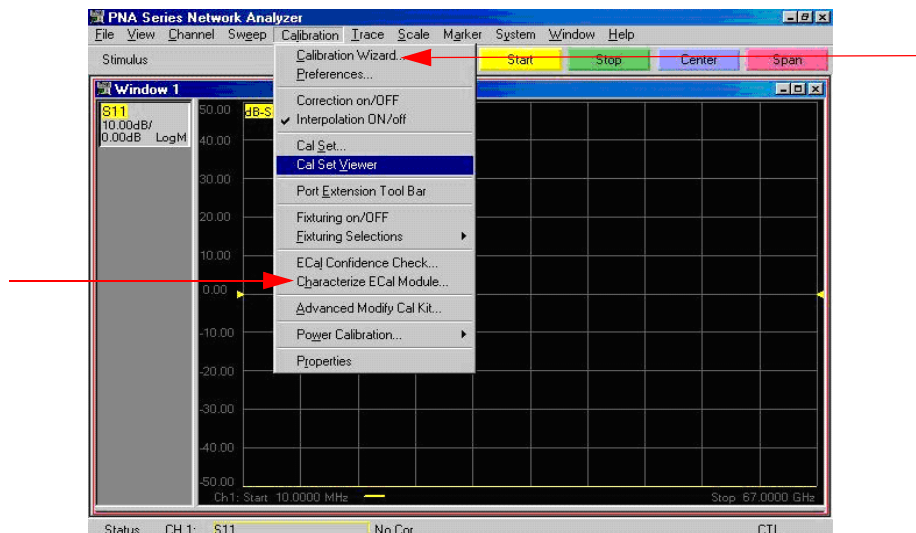 PNA Series Network Analyzer
File View Channel Sweep Calibration Trace Scale Marker System Window Help
Stimulus Start Stop Center Span
Calibration Wizard...
Preferences...
Correction on/OFF
Interpolation ON/off
Cal Set...
Cal Set Viewer
Port Extension Tool Bar
Fixturing on/OFF
Fixturing Selections
ECal Confidence Check...
Characterize ECal Module...
Advanced Modify Cal Kit...
Power Calibration...
Properties
Window 1
S11
10.00dB/
0.00dB LogM
50.00 dB-S
40.00
30.00
20.00
10.00
0.00
-10.00
-20.00
-30.00
-40.00
-50.00
Ch1: Start 10.0000 MHz Stop 67.0000 GHz
Status CH 1: S11 No Cor